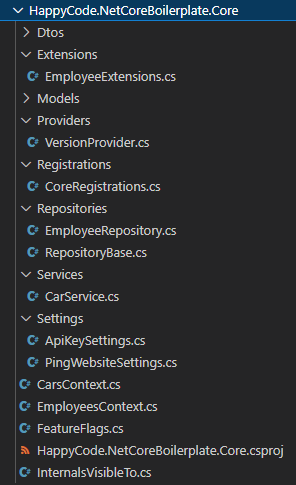 HappyCode.NetCoreBoilerplate.Core
Dtos
Extensions
EmployeeExtensions.cs
Models
Providers
VersionProvider.cs
Registrations
CoreRegistrations.cs
Repositories
EmployeeRepository.cs
RepositoryBase.cs
Services
CarService.cs
Settings
ApiKeySettings.cs
PingWebsiteSettings.cs
CarsContext.cs
EmployeesContext.cs
FeatureFlags.cs
HappyCode.NetCoreBoilerplate.Core.csproj
InternalsVisibleTo.cs